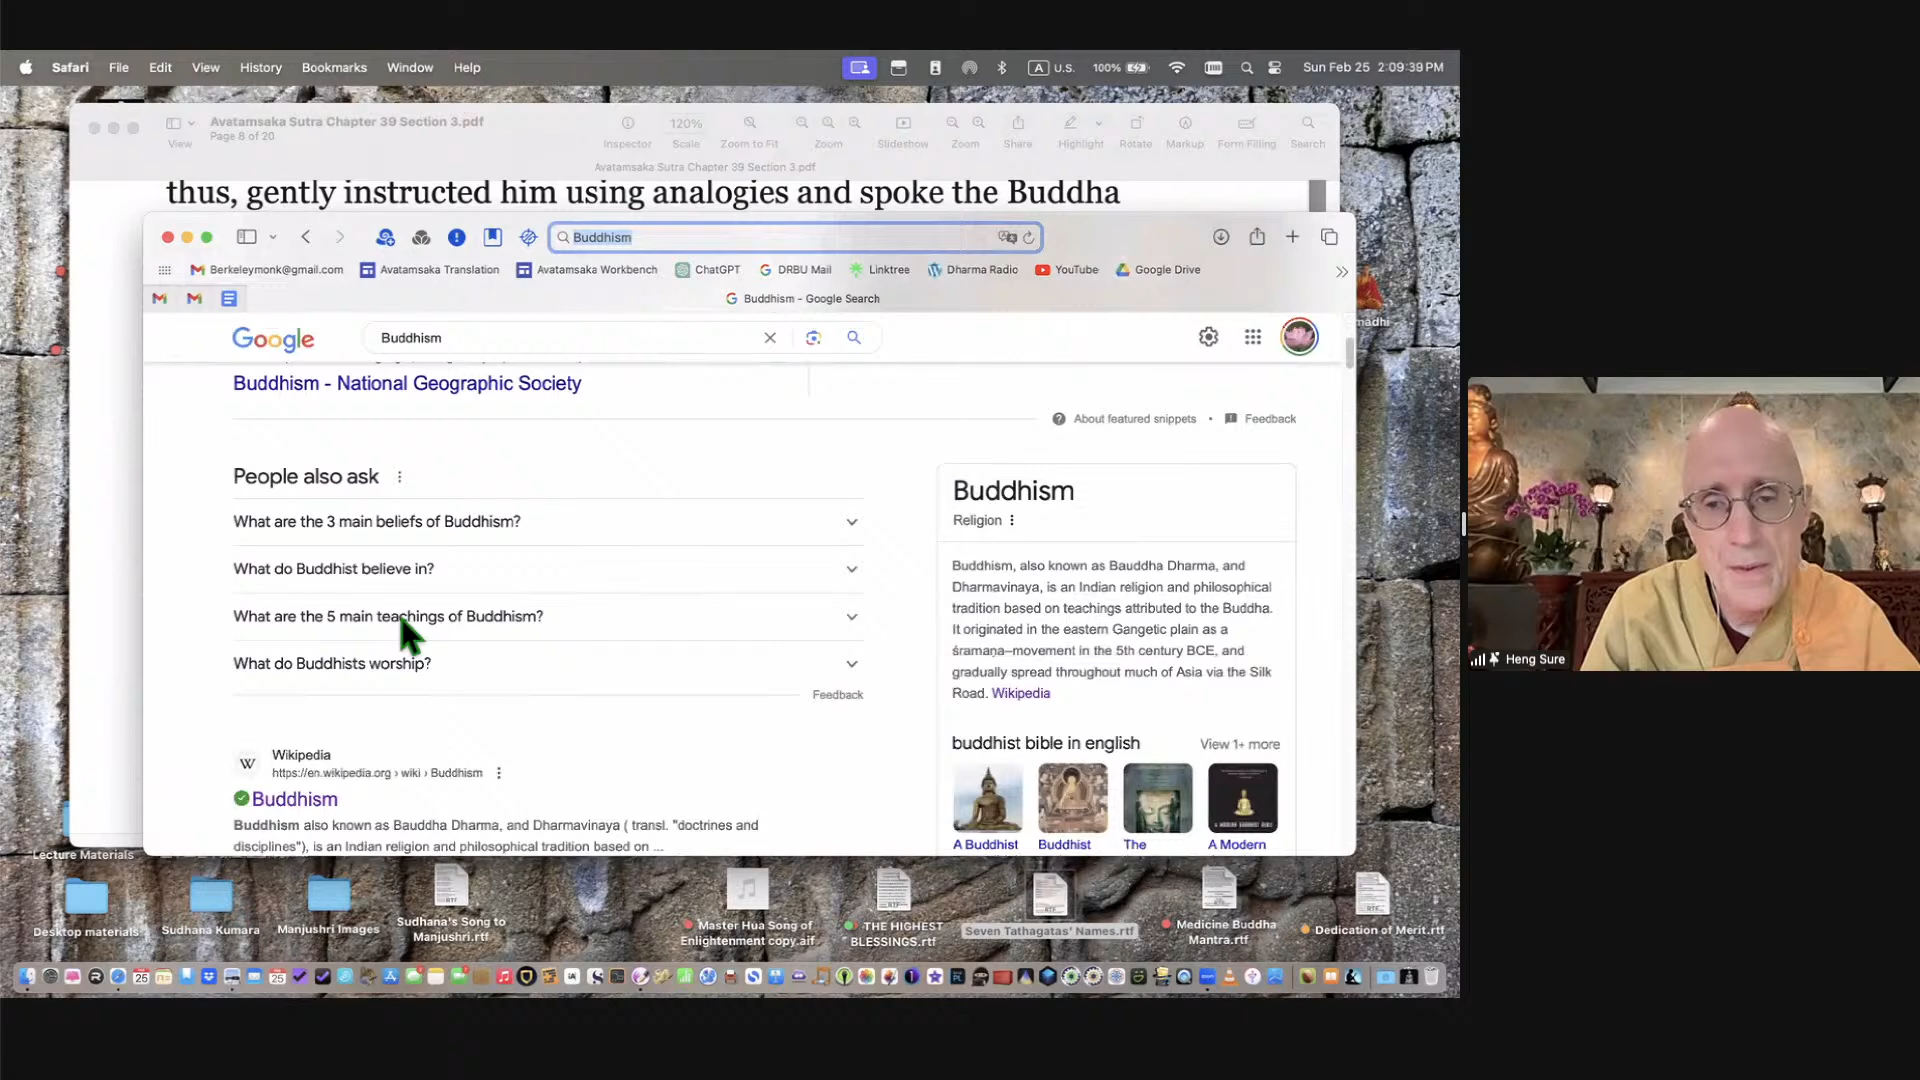 Safari File Edit View History Bookmarks Window Help
A U.S. 100% Sun Feb 25 2:09:39 PM
Avatamsaka Sutra Chapter 39 Section 3.pdf
Page 8 of 20
120%
View Inspector Scale Zoom to Fit Zoom Slideshow Zoom Share Highlight Rotate Markup Form Filling Search
Avatamsaka Sutra Chapter 39 Section 3.pdf
thus, gently instructed him using analogies and spoke the Buddha
Buddhism
Berkeleymonk@gmail.com Avatamsaka Translation Avatamsaka Workbench ChatGPT DRBU Mail Linktree Dharma Radio YouTube Google Drive
Buddhism - Google Search
Google Buddhism
Buddhism - National Geographic Society
About featured snippets • Feedback
People also ask
What are the 3 main beliefs of Buddhism?
What do Buddhist believe in?
What are the 5 main teachings of Buddhism?
What do Buddhists worship?
Feedback
Wikipedia
https://en.wikipedia.org › wiki › Buddhism
Buddhism
Buddhism also known as Bauddha Dharma, and Dharmavinaya ( transl. "doctrines and
disciplines"), is an Indian religion and philosophical tradition based on ...
Buddhism
Religion
Buddhism, also known as Bauddha Dharma, and
Dharmavinaya, is an Indian religion and philosophical
tradition based on teachings attributed to the Buddha.
It originated in the eastern Gangetic plain as a
śramaṇa–movement in the 5th century BCE, and
gradually spread throughout much of Asia via the Silk
Road. Wikipedia
buddhist bible in english View 1+ more
A Buddhist Buddhist The A Modern
Heng Sure
Lecture Materials
Desktop materials
Sudhana Kumara
Manjushri Images
Sudhana's Song to
Manjushri.rtf
Master Hua Song of
Enlightenment copy.aif
THE HIGHEST
BLESSINGS.rtf
Seven Tathagatas' Names.rtf
Medicine Buddha
Mantra.rtf
Dedication of Merit.rtf